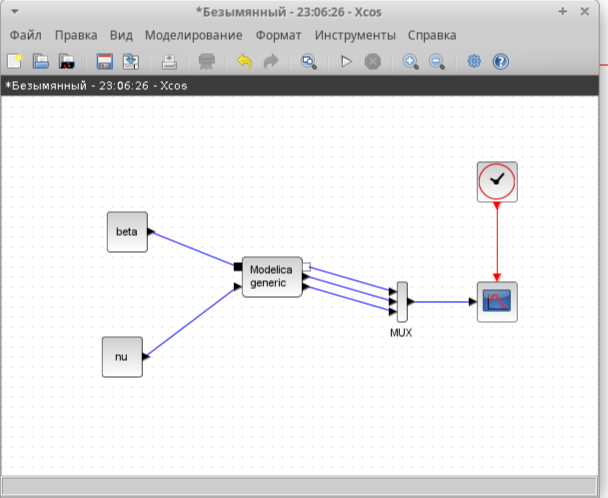 *Безымянный - 23:06:26 - Xcos
Файл Правка Вид Моделирование Формат Инструменты Справка
*Безымянный - 23:06:26 - Xcos
beta
Modelica
generic
MUX
nu